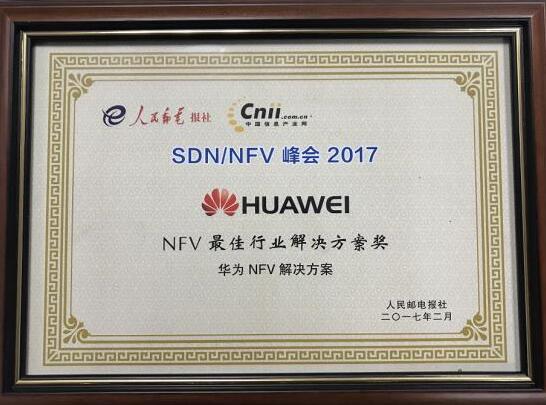 人民邮电报社 Cnii.com.cn
中国信息产业网
SDN/NFV 峰会 2017
HUAWEI
NFV 最佳行业解决方案奖
华为 NFV 解决方案
人民邮电报社
二〇一七年二月